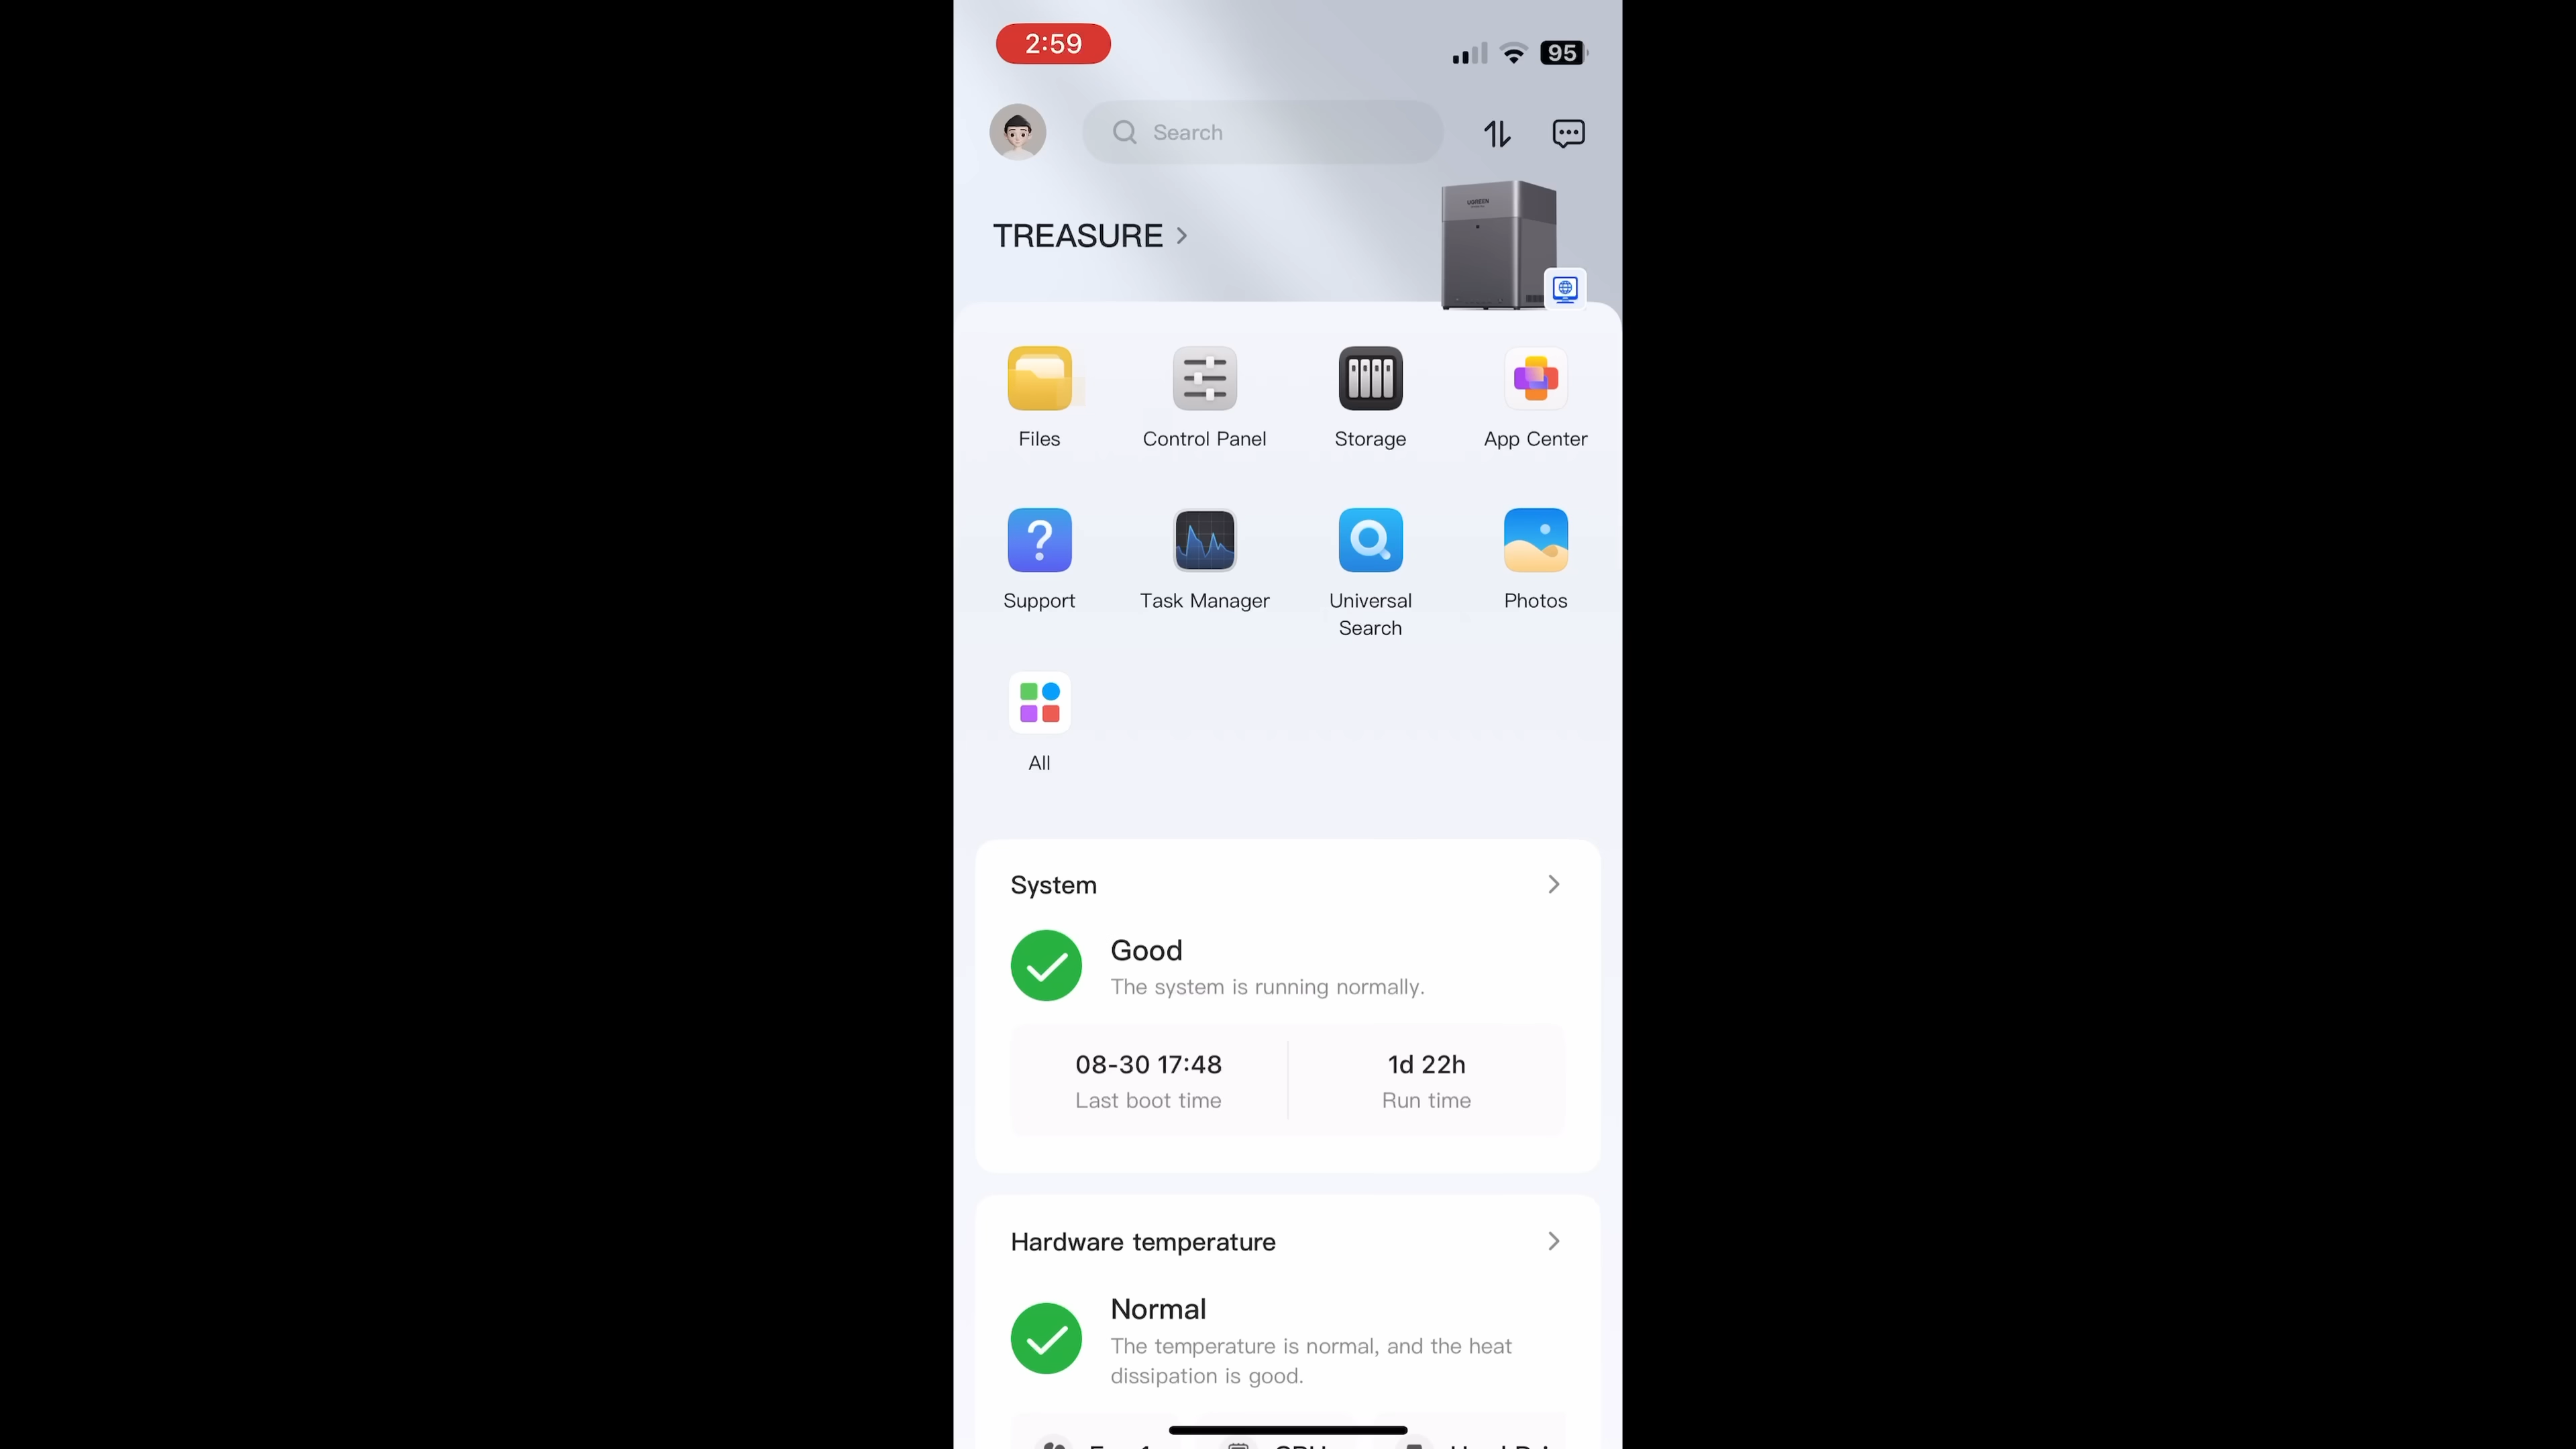 2:59
95
Search
UGREEN
TREASURE
Files
Control Panel
Storage
App Center
Support
Task Manager
Universal
Search
Photos
All
System
Good
The system is running normally.
08-30 17:48
1d 22h
Last boot time
Run time
Hardware temperature
Normal
The temperature is normal, and the heat
dissipation is good.